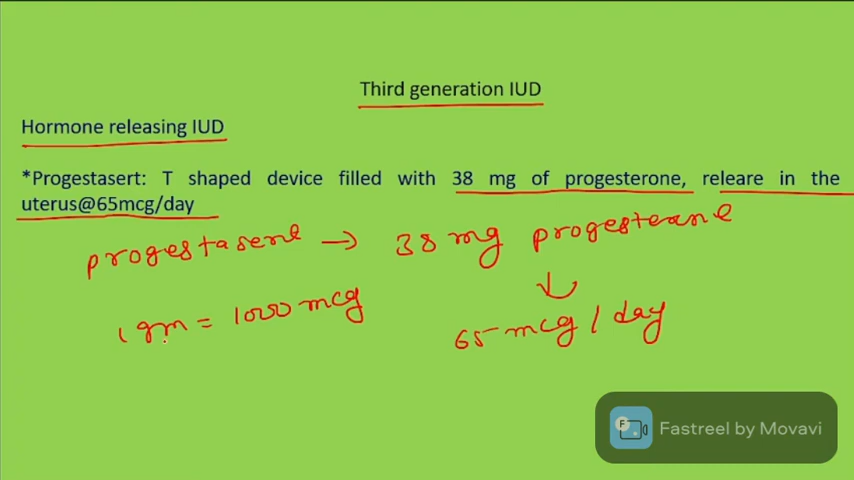 Third generation IUD
Hormone releasing IUD
*Progestasert: T shaped device filled with 38 mg of progesterone, releare in the
uterus@65mcg/day
progestasert → 38 mg progesterone
1 gm = 1000 mcg
65 mcg / day
Fastreel by Movavi